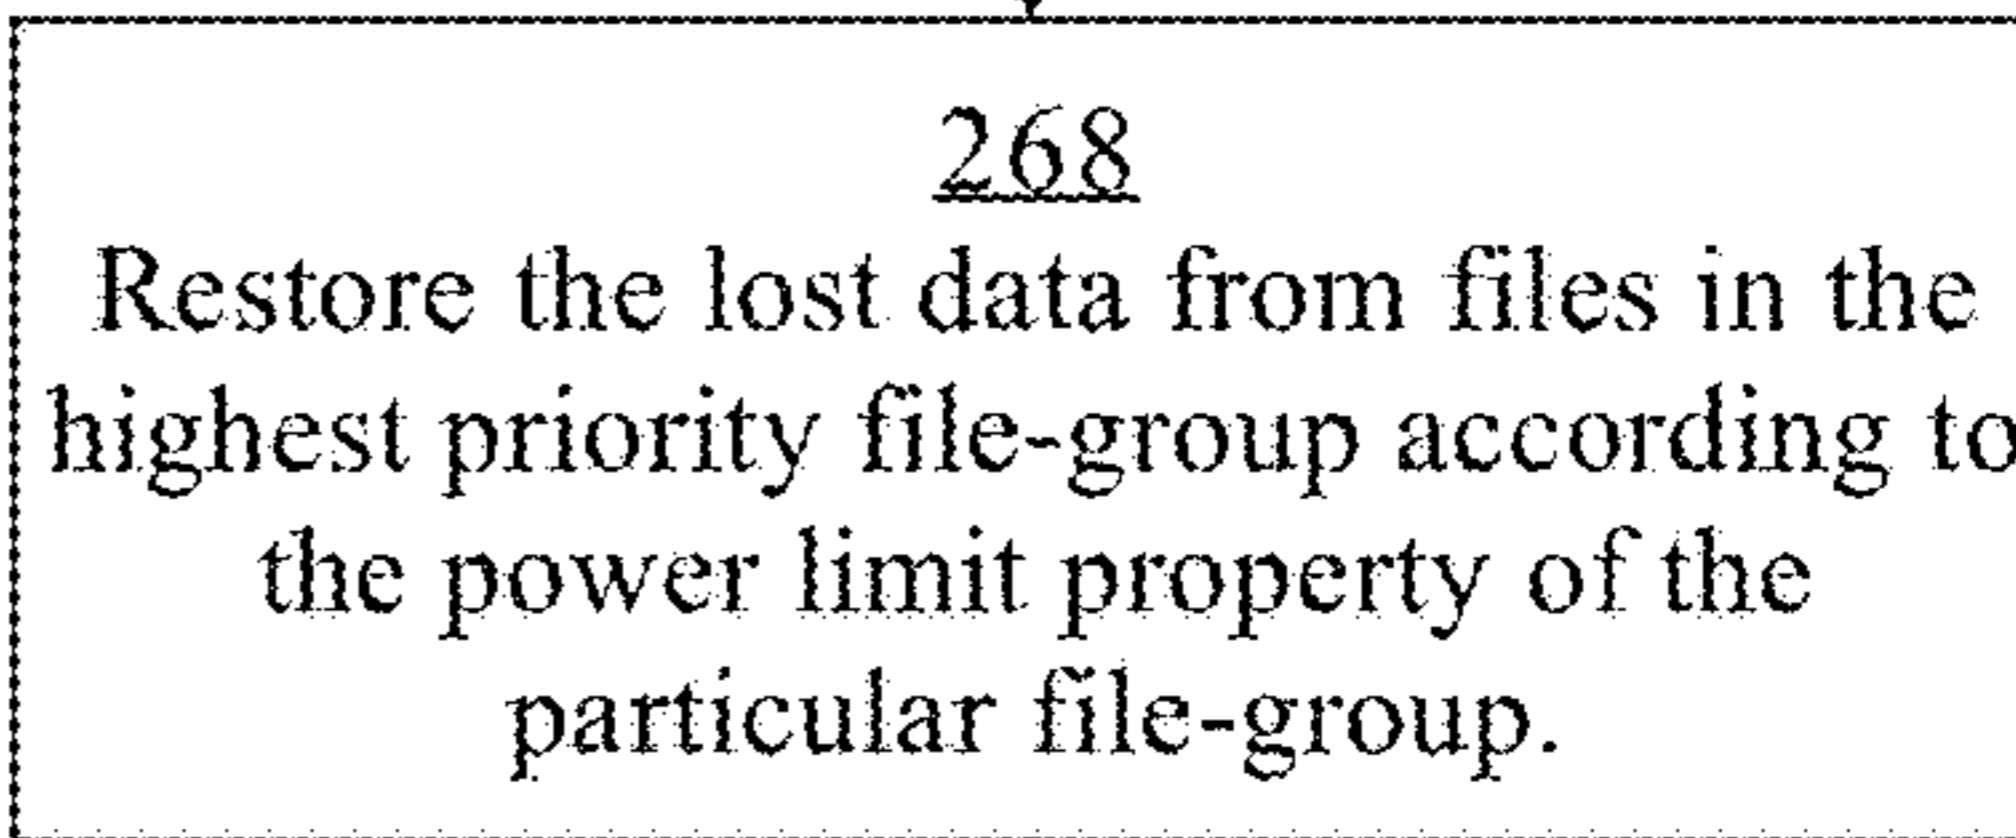 268
Restore the lost data from files in the
highest priority file-group according to
the power limit property of the
particular file-group.